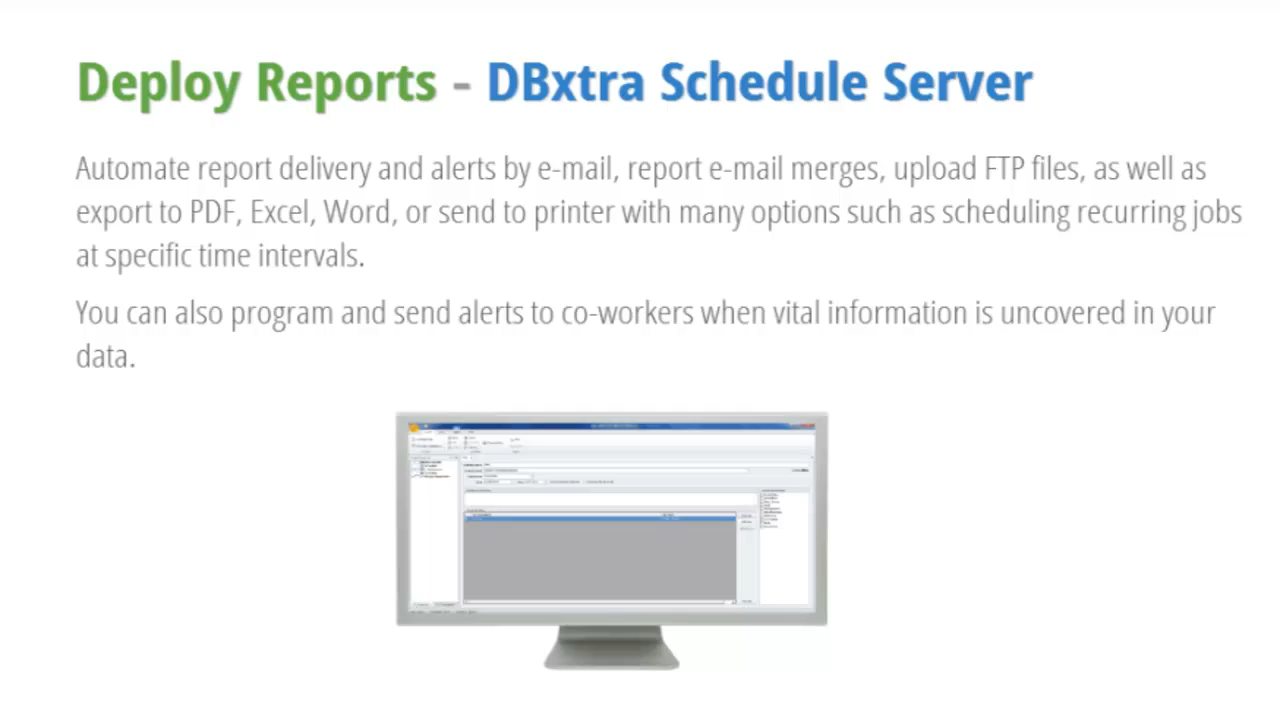 Deploy Reports - DBxtra Schedule Server
Automate report delivery and alerts by e-mail, report e-mail merges, upload FTP files, as well as
export to PDF, Excel, Word, or send to printer with many options such as scheduling recurring jobs
at specific time intervals.
You can also program and send alerts to co-workers when vital information is uncovered in your
data.